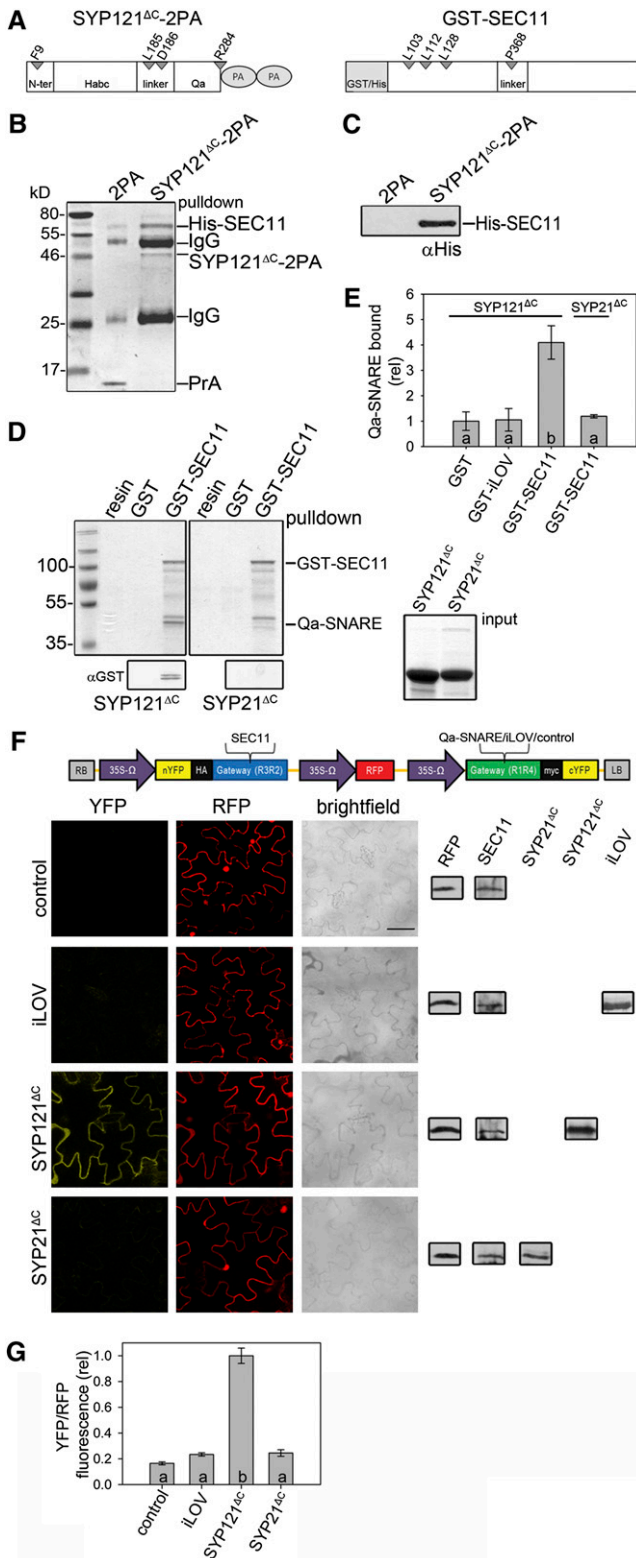 A
SYP121ΔC-2PA
GST-SEC11
F9
L185
D186
R284
L103
L112
L128
P368
N-ter
Habc
linker
Qa
PA
PA
GST/His
linker
B
C
kD
2PA
SYP121ΔC-2PA
pulldown
80-
55-
46-
25-
17-
His-SEC11
IgG
SYP121ΔC-2PA
IgG
PrA
2PA
SYP121ΔC-2PA
His-SEC11
αHis
E
SYP121ΔC
SYP21ΔC
Qa-SNARE bound
(rel)
6
5
4
3
2
1
0
a
a
b
a
GST
GST-iLOV
GST-SEC11
GST-SEC11
D
resin
GST
GST-SEC11
resin
GST
GST-SEC11
pulldown
100-
55-
35-
GST-SEC11
Qa-SNARE
αGST
SYP121ΔC
SYP21ΔC
SYP121ΔC
SYP21ΔC
input
F
SEC11
Qa-SNARE/iLOV/control
RB
35S-Ω
nYFP
HA
Gateway (R3R2)
35S-Ω
RFP
35S-Ω
Gateway (R1R4)
myc
cYFP
LB
YFP
RFP
brightfield
RFP
SEC11
SYP21ΔC
SYP121ΔC
iLOV
control
iLOV
SYP121ΔC
SYP21ΔC
G
YFP/RFP
fluorescence (rel)
1.0
0.8
0.6
0.4
0.2
0.0
a
a
b
a
control
iLOV
SYP121ΔC
SYP21ΔC